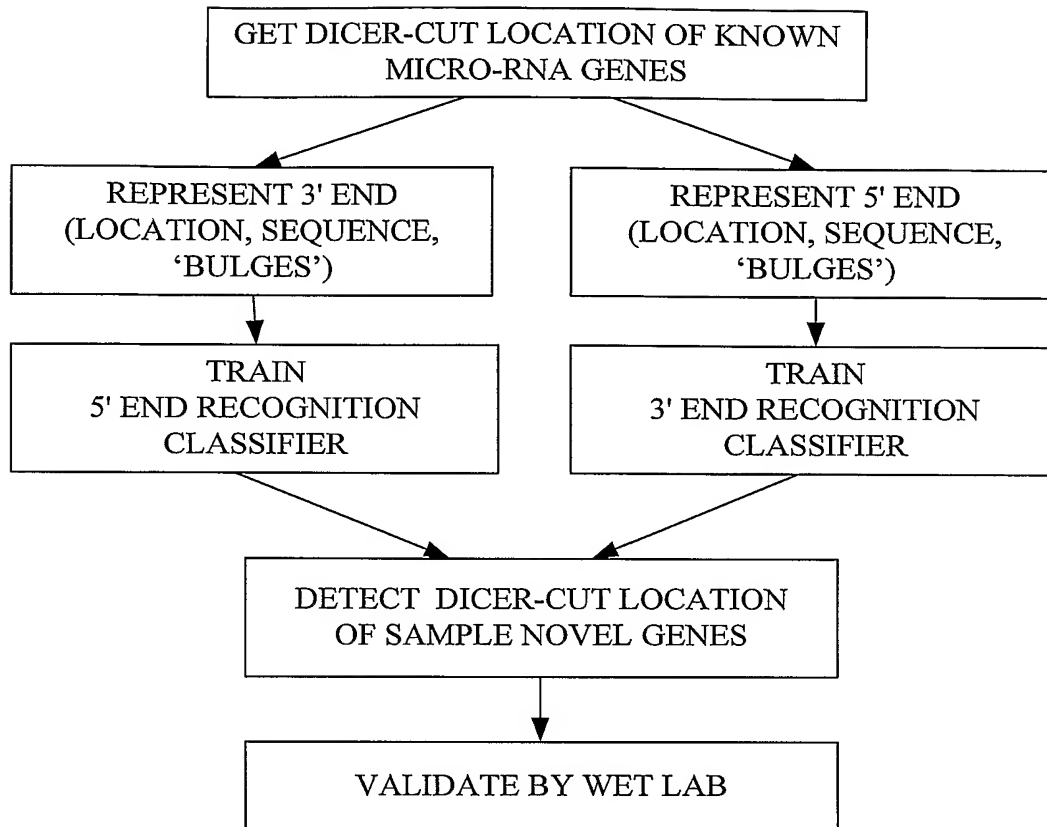 GET DICER-CUT LOCATION OF KNOWN
MICRO-RNA GENES
REPRESENT 3' END
(LOCATION, SEQUENCE,
‘BULGES’)
REPRESENT 5' END
(LOCATION, SEQUENCE,
‘BULGES’)
TRAIN
5' END RECOGNITION
CLASSIFIER
TRAIN
3' END RECOGNITION
CLASSIFIER
DETECT DICER-CUT LOCATION
OF SAMPLE NOVEL GENES
VALIDATE BY WET LAB